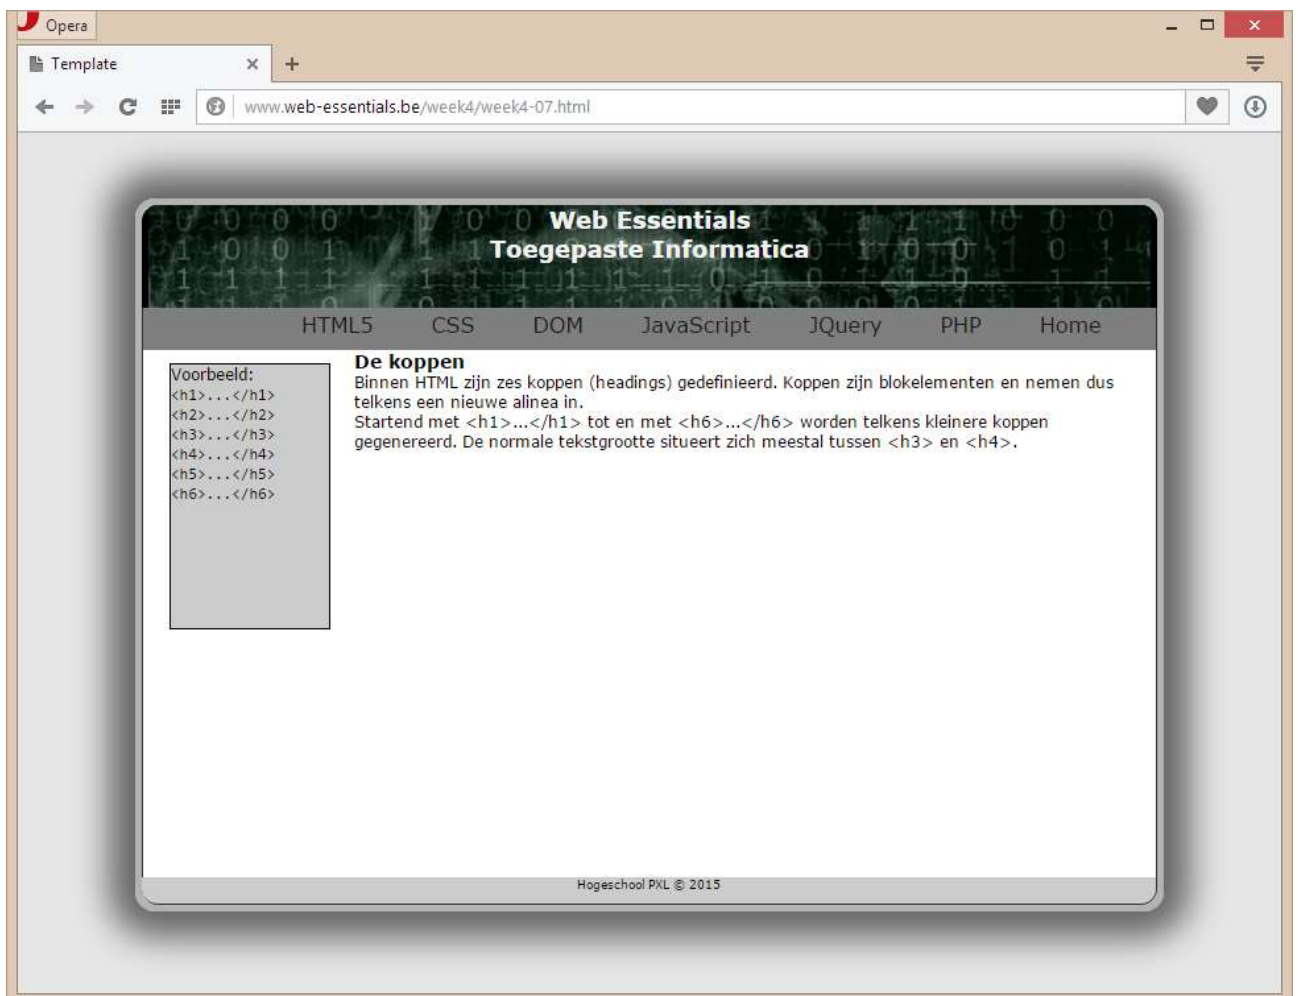 Opera
Template
www.web-essentials.be/week4/week4-07.html
Web Essentials
Toegepaste Informatica
HTML5 CSS DOM JavaScript JQuery PHP Home
Voorbeeld:
<h1>...</h1>
<h2>...</h2>
<h3>...</h3>
<h4>...</h4>
<h5>...</h5>
<h6>...</h6>
De koppen
Binnen HTML zijn zes koppen (headings) gedefinieerd. Koppen zijn blokelementen en nemen dus
telkens een nieuwe alinea in.
Startend met <h1>...</h1> tot en met <h6>...</h6> worden telkens kleinere koppen
gegenereerd. De normale tekstgrootte situeert zich meestal tussen <h3> en <h4>.
Hogeschool PXL © 2015